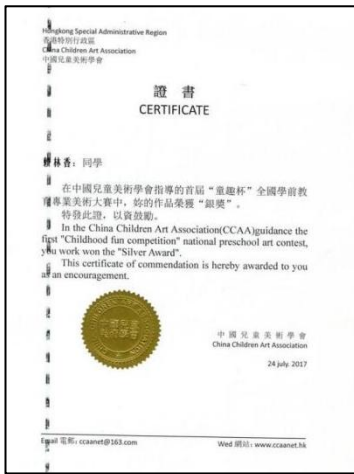 Hongkong Special Administrative Region
香港特別行政區
China Children Art Association
中國兒童美術學會
證書
CERTIFICATE
林香：同學
在中國兒童美術學會指導的首届“童趣杯”全國學前教
育專業美術大賽中，妳的作品榮獲“銀奬”。
特發此證，以資鼓勵。
In the China Children Art Association(CCAA)guidance the
first "Childhood fun competition" national preschool art contest,
you work won the "Silver Award".
This certificate of commendation is hereby awarded to you
as an encouragement.
中國兒童美術學會
China Children Art Association
24 july. 2017
Email 電郵：ccaanet@163.com
Wed 網站：www.ccaanet.hk